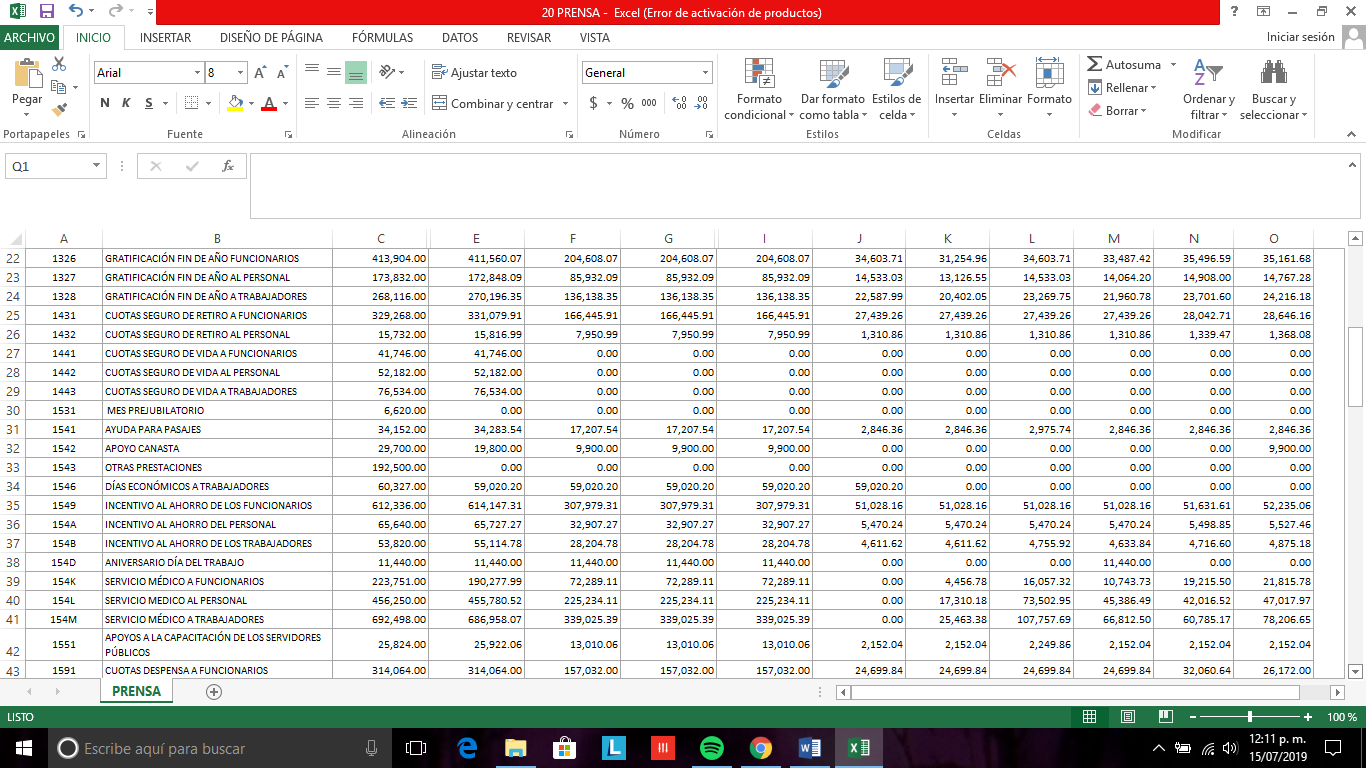 20 PRENSA - Excel (Error de activación de productos)
ARCHIVO INICIO INSERTAR DISEÑO DE PÁGINA FÓRMULAS DATOS REVISAR VISTA Iniciar sesión
Arial 8 Ajustar texto General Autosuma
Pegar N K S Combinar y centrar $ % 000 Formato condicional Dar formato como tabla Estilos de celda Insertar Eliminar Formato Rellenar Borrar Ordenar y filtrar Buscar y seleccionar
Portapapeles Fuente Alineación Número Estilos Celdas Modificar
Q1 fx
A B C E F G I J K L M N O
22 1326 GRATIFICACIÓN FIN DE AÑO FUNCIONARIOS 413,904.00 411,560.07 204,608.07 204,608.07 204,608.07 34,603.71 31,254.96 34,603.71 33,487.42 35,496.59 35,161.68
23 1327 GRATIFICACIÓN FIN DE AÑO AL PERSONAL 173,832.00 172,848.09 85,932.09 85,932.09 85,932.09 14,533.03 13,126.55 14,533.03 14,064.20 14,908.00 14,767.28
24 1328 GRATIFICACIÓN FIN DE AÑO A TRABAJADORES 268,116.00 270,196.35 136,138.35 136,138.35 136,138.35 22,587.99 20,402.05 23,269.75 21,960.78 23,701.60 24,216.18
25 1431 CUOTAS SEGURO DE RETIRO A FUNCIONARIOS 329,268.00 331,079.91 166,445.91 166,445.91 166,445.91 27,439.26 27,439.26 27,439.26 27,439.26 28,042.71 28,646.16
26 1432 CUOTAS SEGURO DE RETIRO AL PERSONAL 15,732.00 15,816.99 7,950.99 7,950.99 7,950.99 1,310.86 1,310.86 1,310.86 1,310.86 1,339.47 1,368.08
27 1441 CUOTAS SEGURO DE VIDA A FUNCIONARIOS 41,746.00 41,746.00 0.00 0.00 0.00 0.00 0.00 0.00 0.00 0.00 0.00
28 1442 CUOTAS SEGURO DE VIDA AL PERSONAL 52,182.00 52,182.00 0.00 0.00 0.00 0.00 0.00 0.00 0.00 0.00 0.00
29 1443 CUOTAS SEGURO DE VIDA A TRABAJADORES 76,534.00 76,534.00 0.00 0.00 0.00 0.00 0.00 0.00 0.00 0.00 0.00
30 1531 MES PREJUBILATORIO 6,620.00 0.00 0.00 0.00 0.00 0.00 0.00 0.00 0.00 0.00 0.00
31 1541 AYUDA PARA PASAJES 34,152.00 34,283.54 17,207.54 17,207.54 17,207.54 2,846.36 2,846.36 2,975.74 2,846.36 2,846.36 2,846.36
32 1542 APOYO CANASTA 29,700.00 19,800.00 9,900.00 9,900.00 9,900.00 0.00 0.00 0.00 0.00 0.00 9,900.00
33 1543 OTRAS PRESTACIONES 192,500.00 0.00 0.00 0.00 0.00 0.00 0.00 0.00 0.00 0.00 0.00
34 1546 DÍAS ECONÓMICOS A TRABAJADORES 60,327.00 59,020.20 59,020.20 59,020.20 59,020.20 59,020.20 0.00 0.00 0.00 0.00 0.00
35 1549 INCENTIVO AL AHORRO DE LOS FUNCIONARIOS 612,336.00 614,147.31 307,979.31 307,979.31 307,979.31 51,028.16 51,028.16 51,028.16 51,028.16 51,631.61 52,235.06
36 154A INCENTIVO AL AHORRO DEL PERSONAL 65,640.00 65,727.27 32,907.27 32,907.27 32,907.27 5,470.24 5,470.24 5,470.24 5,470.24 5,498.85 5,527.46
37 154B INCENTIVO AL AHORRO DE LOS TRABAJADORES 53,820.00 55,114.78 28,204.78 28,204.78 28,204.78 4,611.62 4,611.62 4,755.92 4,633.84 4,716.60 4,875.18
38 154D ANIVERSARIO DÍA DEL TRABAJO 11,440.00 11,440.00 11,440.00 11,440.00 11,440.00 0.00 0.00 0.00 11,440.00 0.00 0.00
39 154K SERVICIO MÉDICO A FUNCIONARIOS 223,751.00 190,277.99 72,289.11 72,289.11 72,289.11 0.00 4,456.78 16,057.32 10,743.73 19,215.50 21,815.78
40 154L SERVICIO MEDICO AL PERSONAL 456,250.00 455,780.52 225,234.11 225,234.11 225,234.11 0.00 17,310.18 73,502.95 45,386.49 42,016.52 47,017.97
41 154M SERVICIO MÉDICO A TRABAJADORES 692,498.00 686,958.07 339,025.39 339,025.39 339,025.39 0.00 25,463.38 107,757.69 66,812.50 60,785.17 78,206.65
42 1551 APOYOS A LA CAPACITACIÓN DE LOS SERVIDORES PÚBLICOS 25,824.00 25,922.06 13,010.06 13,010.06 13,010.06 2,152.04 2,152.04 2,249.86 2,152.04 2,152.04 2,152.04
43 1591 CUOTAS DESPENSA A FUNCIONARIOS 314,064.00 314,064.00 157,032.00 157,032.00 157,032.00 24,699.84 24,699.84 24,699.84 24,699.84 32,060.64 26,172.00
PRENSA
LISTO 100 %
Escribe aquí para buscar 12:11 p. m.
15/07/2019